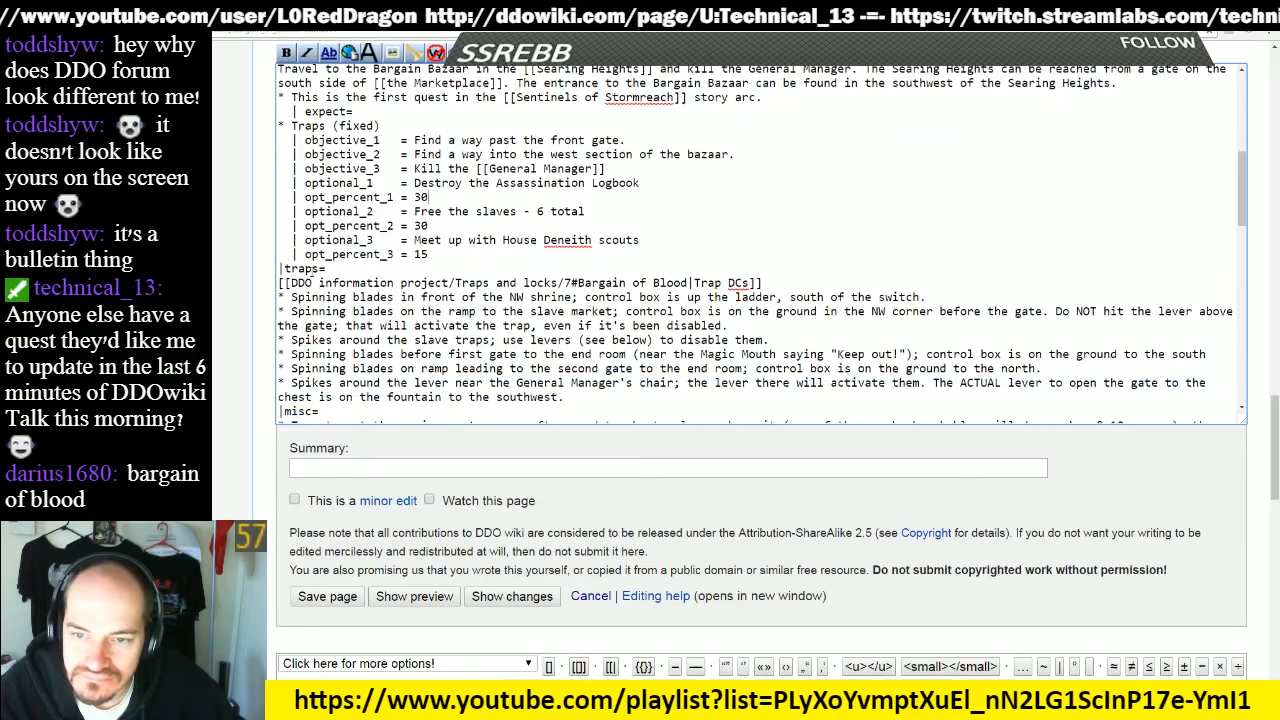 //www.youtube.com/user/L0RedDragon http://ddowiki.com/page/U:Technical_13 -=- https://twitch.streamlabs.com/techni
toddshyw: hey why
does DDO forum
look different to me!
toddshyw: it
doesn't look like
yours on the screen
now
toddshyw: it's a
bulletin thing
technical_13:
Anyone else have a
quest they'd like me
to update in the last 6
minutes of DDOwiki
Talk this morning?
darius1680: bargain
of blood
57
SSREBB
FOLLOW
B I Ab A W
Travel to the Bargain Bazaar in the [[Searing Heights]] and kill the General Manager. The Searing Heights can be reached from a gate on the
south side of [[the Marketplace]]. The entrance to the Bargain Bazaar can be found in the southwest of the Searing Heights.
* This is the first quest in the [[Sentinels of Stormreach]] story arc.
| expect=
* Traps (fixed)
| objective_1 = Find a way past the front gate.
| objective_2 = Find a way into the west section of the bazaar.
| objective_3 = Kill the [[General Manager]]
| optional_1 = Destroy the Assassination Logbook
| opt_percent_1 = 30
| optional_2 = Free the slaves - 6 total
| opt_percent_2 = 30
| optional_3 = Meet up with House Deneith scouts
| opt_percent_3 = 15
|traps=
[[DDO information project/Traps and locks/7#Bargain of Blood|Trap DCs]]
* Spinning blades in front of the NW shrine; control box is up the ladder, south of the switch.
* Spinning blades on the ramp to the slave market; control box is on the ground in the NW corner before the gate. Do NOT hit the lever above
the gate; that will activate the trap, even if it's been disabled.
* Spikes around the slave traps; use levers (see below) to disable them.
* Spinning blades before first gate to the end room (near the Magic Mouth saying "Keep out!"); control box is on the ground to the south
* Spinning blades on ramp leading to the second gate to the end room; control box is on the ground to the north.
* Spikes around the lever near the General Manager's chair; the lever there will activate them. The ACTUAL lever to open the gate to the
chest is on the fountain to the southwest.
|misc=
Summary:
This is a minor edit Watch this page
Please note that all contributions to DDO wiki are considered to be released under the Attribution-ShareAlike 2.5 (see Copyright for details). If you do not want your writing to be
edited mercilessly and redistributed at will, then do not submit it here.
You are also promising us that you wrote this yourself, or copied it from a public domain or similar free resource. Do not submit copyrighted work without permission!
Save page Show preview Show changes Cancel | Editing help (opens in new window)
Click here for more options! [] · [[]] · [[| · {{}} · – · — · “” · ‘’ · «» · ‹› · „“ · ‚‘ · <u></u> · <small></small> · … · ~ · | · ° · · ≈ · ≠ · ≤ · ≥ · ± · − · × · ÷
https://www.youtube.com/playlist?list=PLyXoYvmptXuEl_nN2LG1ScInP17e-YmI1